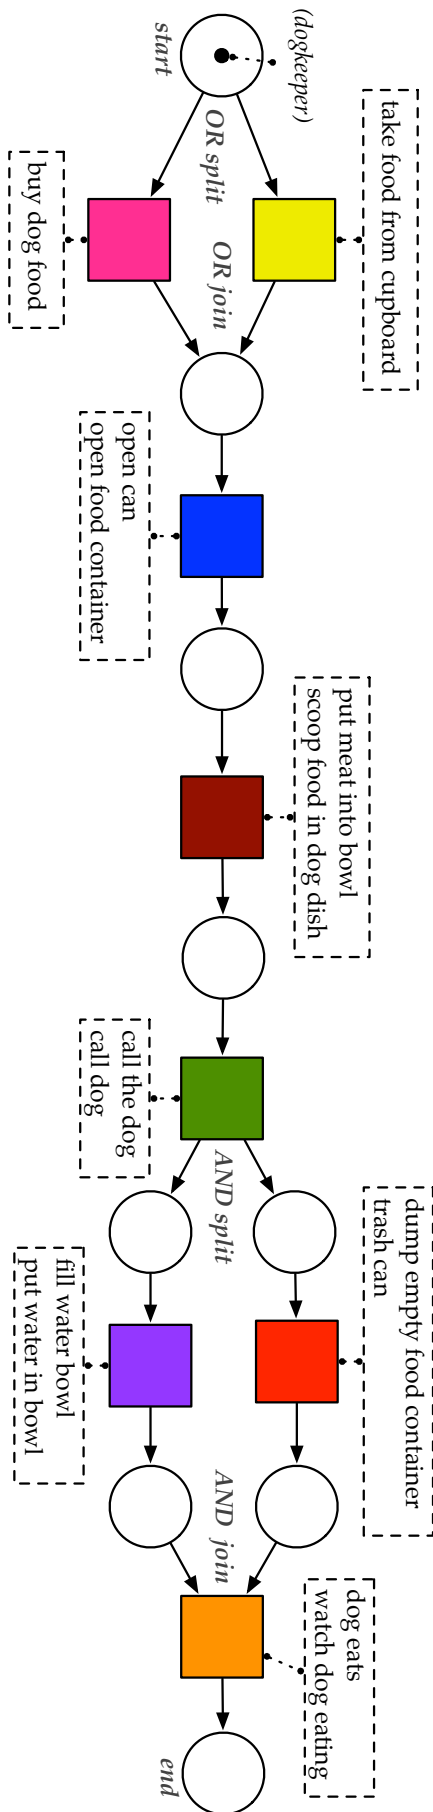 (dogkeeper)
start
take food from cupboard
OR split
OR join
buy dog food
open can
open food container
put meat into bowl
scoop food in dog dish
call the dog
call dog
AND split
dump empty food container
trash can
fill water bowl
put water in bowl
AND join
dog eats
watch dog eating
end